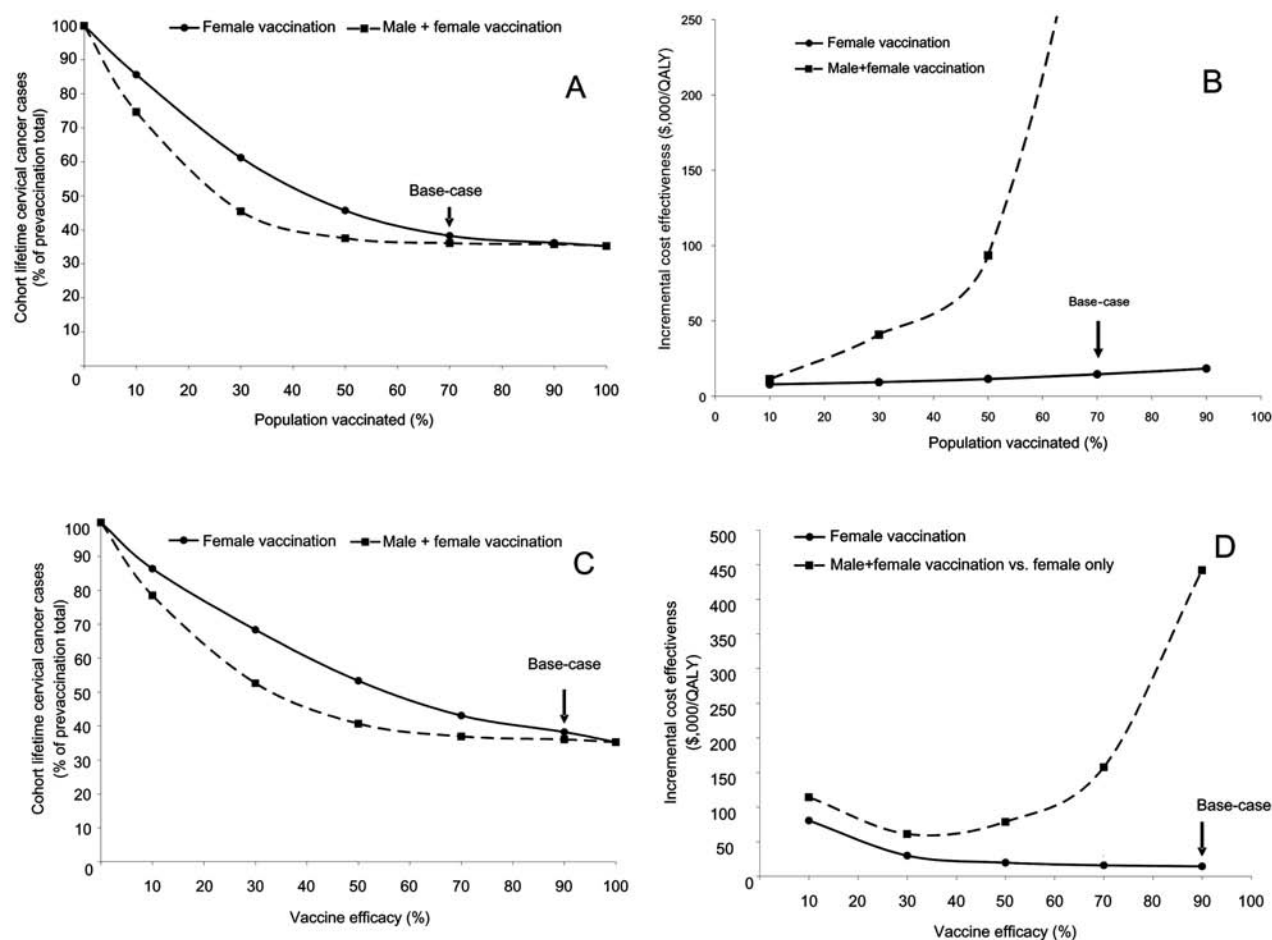 Female vaccination
Male + female vaccination
A
Base-case
Cohort lifetime cervical cancer cases
(% of prevaccination total)
100
90
80
70
60
50
40
30
20
10
0
10 20 30 40 50 60 70 80 90 100
Population vaccinated (%)
Female vaccination
Male+female vaccination
B
Base-case
Incremental cost effectiveness ($,000/QALY)
250
200
150
100
50
0
0 10 20 30 40 50 60 70 80 90 100
Population vaccinated (%)
Female vaccination
Male + female vaccination
C
Base-case
Cohort lifetime cervical cancer cases
(% of prevaccination total)
100
90
80
70
60
50
40
30
20
10
0
10 20 30 40 50 60 70 80 90 100
Vaccine efficacy (%)
Female vaccination
Male+female vaccination vs. female only
D
Base-case
Incremental cost effectivenss
($,000/QALY)
500
450
400
350
300
250
200
150
100
50
0
10 20 30 40 50 60 70 80 90 100
Vaccine efficacy (%)